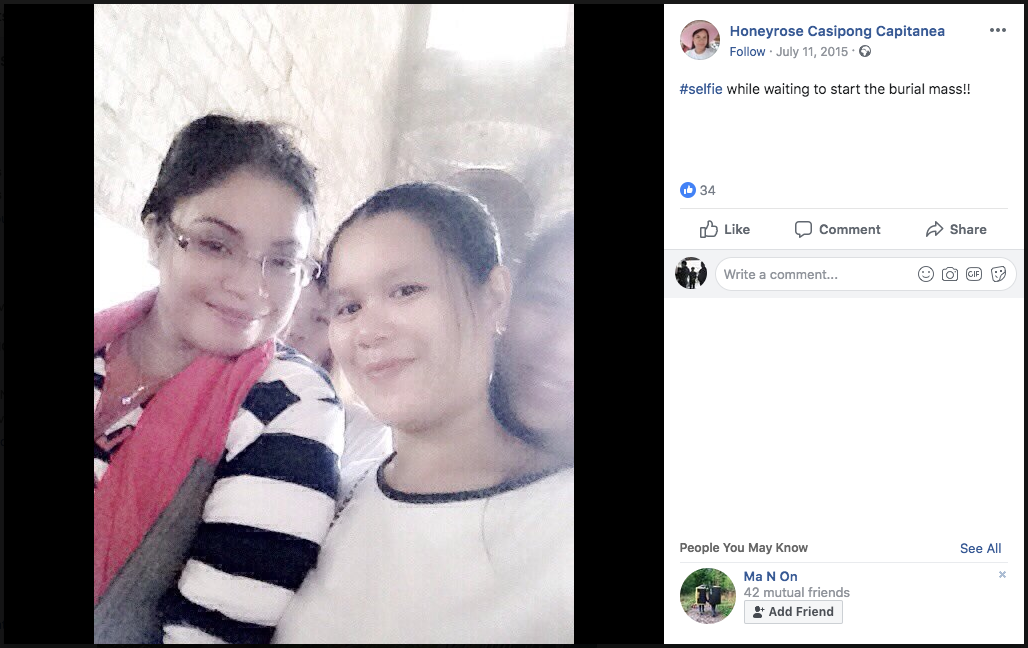 Honeyrose Casipong Capitanea
Follow · July 11, 2015 ·
#selfie while waiting to start the burial mass!!
34
Like Comment Share
Write a comment...
GIF
People You May Know
See All
Ma N On
42 mutual friends
Add Friend